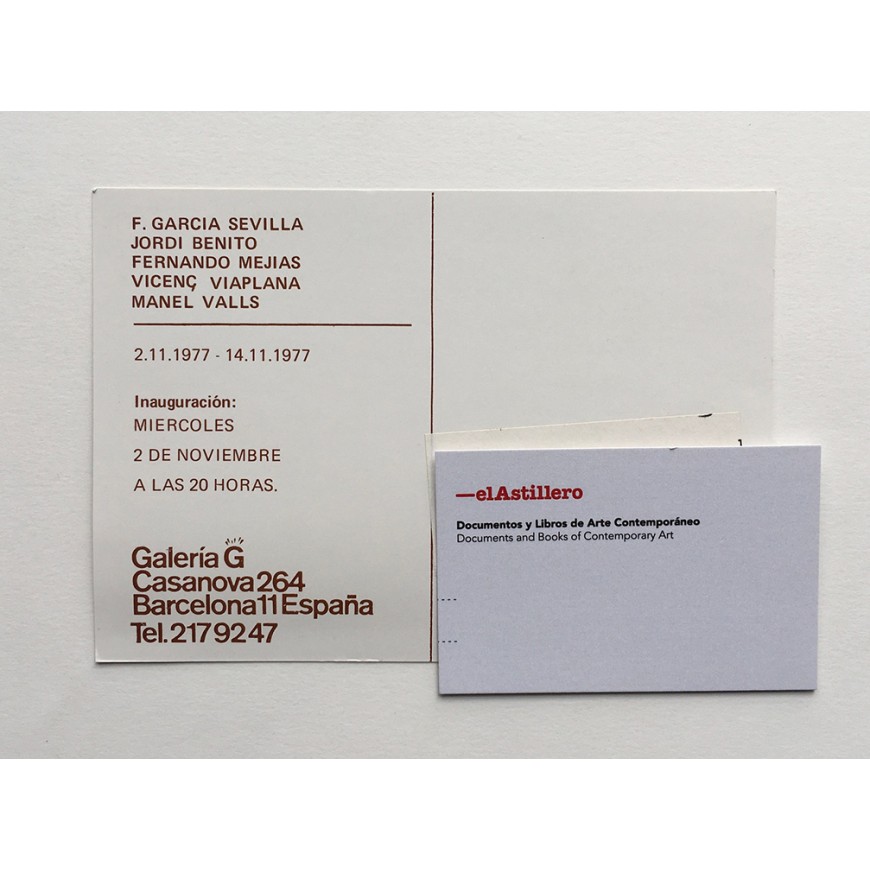 F. GARCIA SEVILLA
JORDI BENITO
FERNANDO MEJIAS
VICENÇ VIAPLANA
MANEL VALLS
2.11.1977 - 14.11.1977
Inauguración:
MIERCOLES
2 DE NOVIEMBRE
A LAS 20 HORAS.
Galería G
Casanova 264
Barcelona 11 España
Tel. 217 92 47
—elAstillero
Documentos y Libros de Arte Contemporáneo
Documents and Books of Contemporary Art